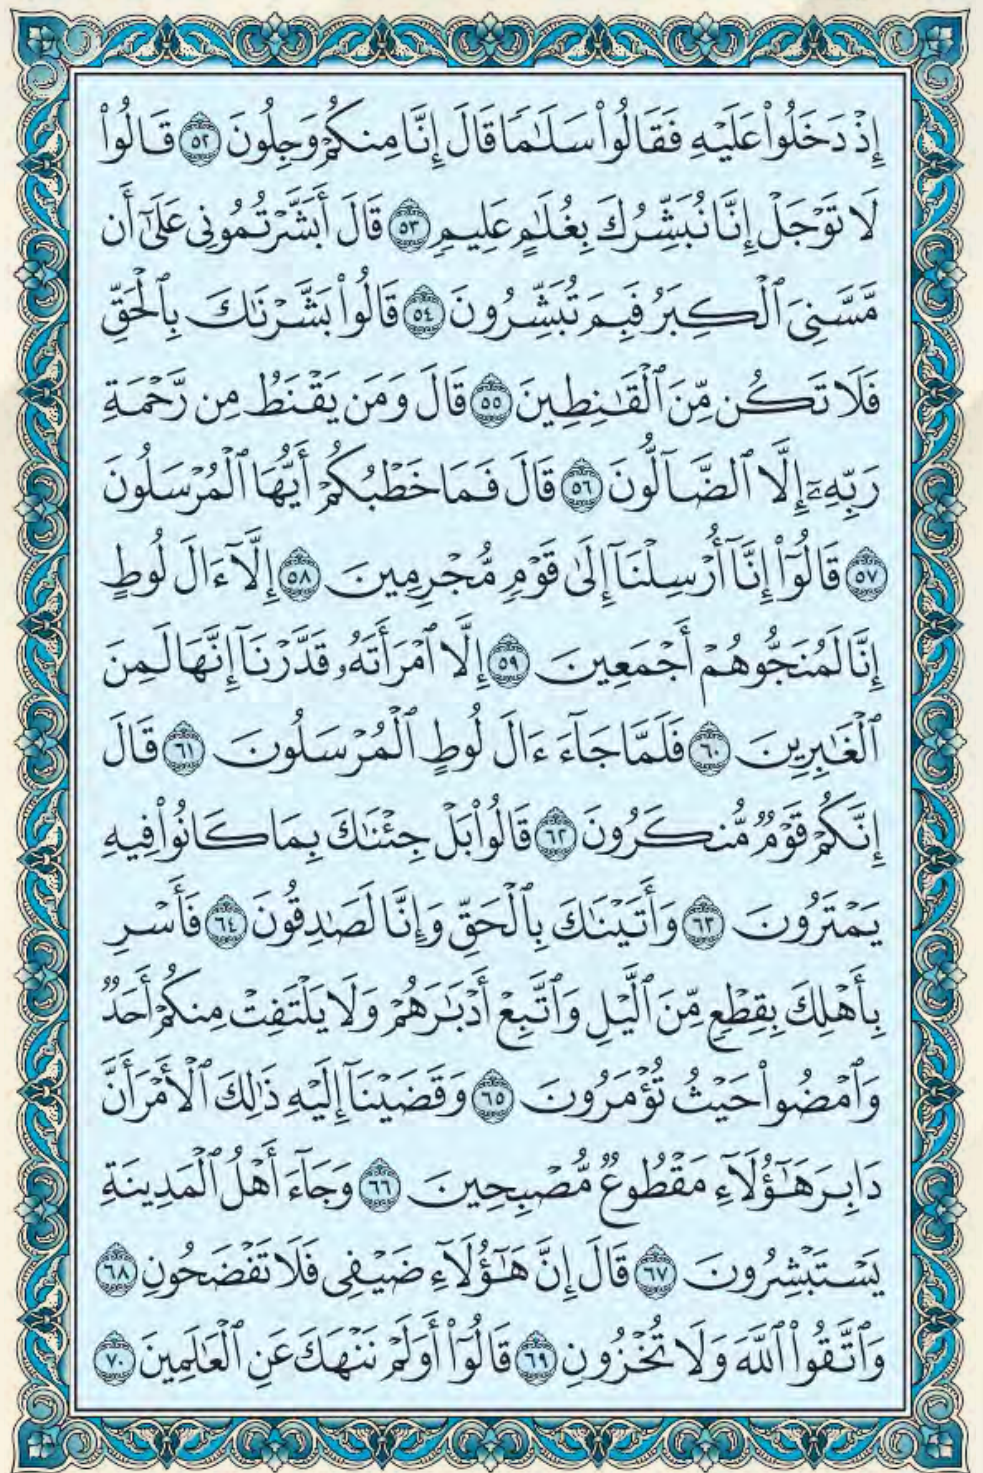 إِذْ دَخَلُوا۟ عَلَيْهِ فَقَالُوا۟ سَلَٰمًا قَالَ إِنَّا مِنكُمْ وَجِلُونَ ٥٢ قَالُوا۟
لَا تَوْجَلْ إِنَّا نُبَشِّرُكَ بِغُلَٰمٍ عَلِيمٍ ٥٣ قَالَ أَبَشَّرْتُمُونِى عَلَىٰٓ أَن
مَّسَّنِىَ ٱلْكِبَرُ فَبِمَ تُبَشِّرُونَ ٥٤ قَالُوا۟ بَشَّرْنَٰكَ بِٱلْحَقِّ
فَلَا تَكُن مِّنَ ٱلْقَٰنِطِينَ ٥٥ قَالَ وَمَن يَقْنَطُ مِن رَّحْمَةِ
رَبِّهِۦٓ إِلَّا ٱلضَّآلُّونَ ٥٦ قَالَ فَمَا خَطْبُكُمْ أَيُّهَا ٱلْمُرْسَلُونَ
٥٧ قَالُوٓا۟ إِنَّآ أُرْسِلْنَآ إِلَىٰ قَوْمٍ مُّجْرِمِينَ ٥٨ إِلَّآ ءَالَ لُوطٍ
إِنَّا لَمُنَجُّوهُمْ أَجْمَعِينَ ٥٩ إِلَّا ٱمْرَأَتَهُۥ قَدَّرْنَآ إِنَّهَا لَمِنَ
ٱلْغَٰبِرِينَ ٦٠ فَلَمَّا جَآءَ ءَالَ لُوطٍ ٱلْمُرْسَلُونَ ٦١ قَالَ
إِنَّكُمْ قَوْمٌ مُّنكَرُونَ ٦٢ قَالُوا۟ بَلْ جِئْنَٰكَ بِمَا كَانُوا۟ فِيهِ
يَمْتَرُونَ ٦٣ وَأَتَيْنَٰكَ بِٱلْحَقِّ وَإِنَّا لَصَٰدِقُونَ ٦٤ فَأَسْرِ
بِأَهْلِكَ بِقِطْعٍ مِّنَ ٱلَّيْلِ وَٱتَّبِعْ أَدْبَٰرَهُمْ وَلَا يَلْتَفِتْ مِنكُمْ أَحَدٌ
وَٱمْضُوا۟ حَيْثُ تُؤْمَرُونَ ٦٥ وَقَضَيْنَآ إِلَيْهِ ذَٰلِكَ ٱلْأَمْرَ أَنَّ
دَابِرَ هَٰٓؤُلَآءِ مَقْطُوعٌ مُّصْبِحِينَ ٦٦ وَجَآءَ أَهْلُ ٱلْمَدِينَةِ
يَسْتَبْشِرُونَ ٦٧ قَالَ إِنَّ هَٰٓؤُلَآءِ ضَيْفِى فَلَا تَفْضَحُونِ ٦٨
وَٱتَّقُوا۟ ٱللَّهَ وَلَا تُخْزُونِ ٦٩ قَالُوٓا۟ أَوَلَمْ نَنْهَكَ عَنِ ٱلْعَٰلَمِينَ ٧٠